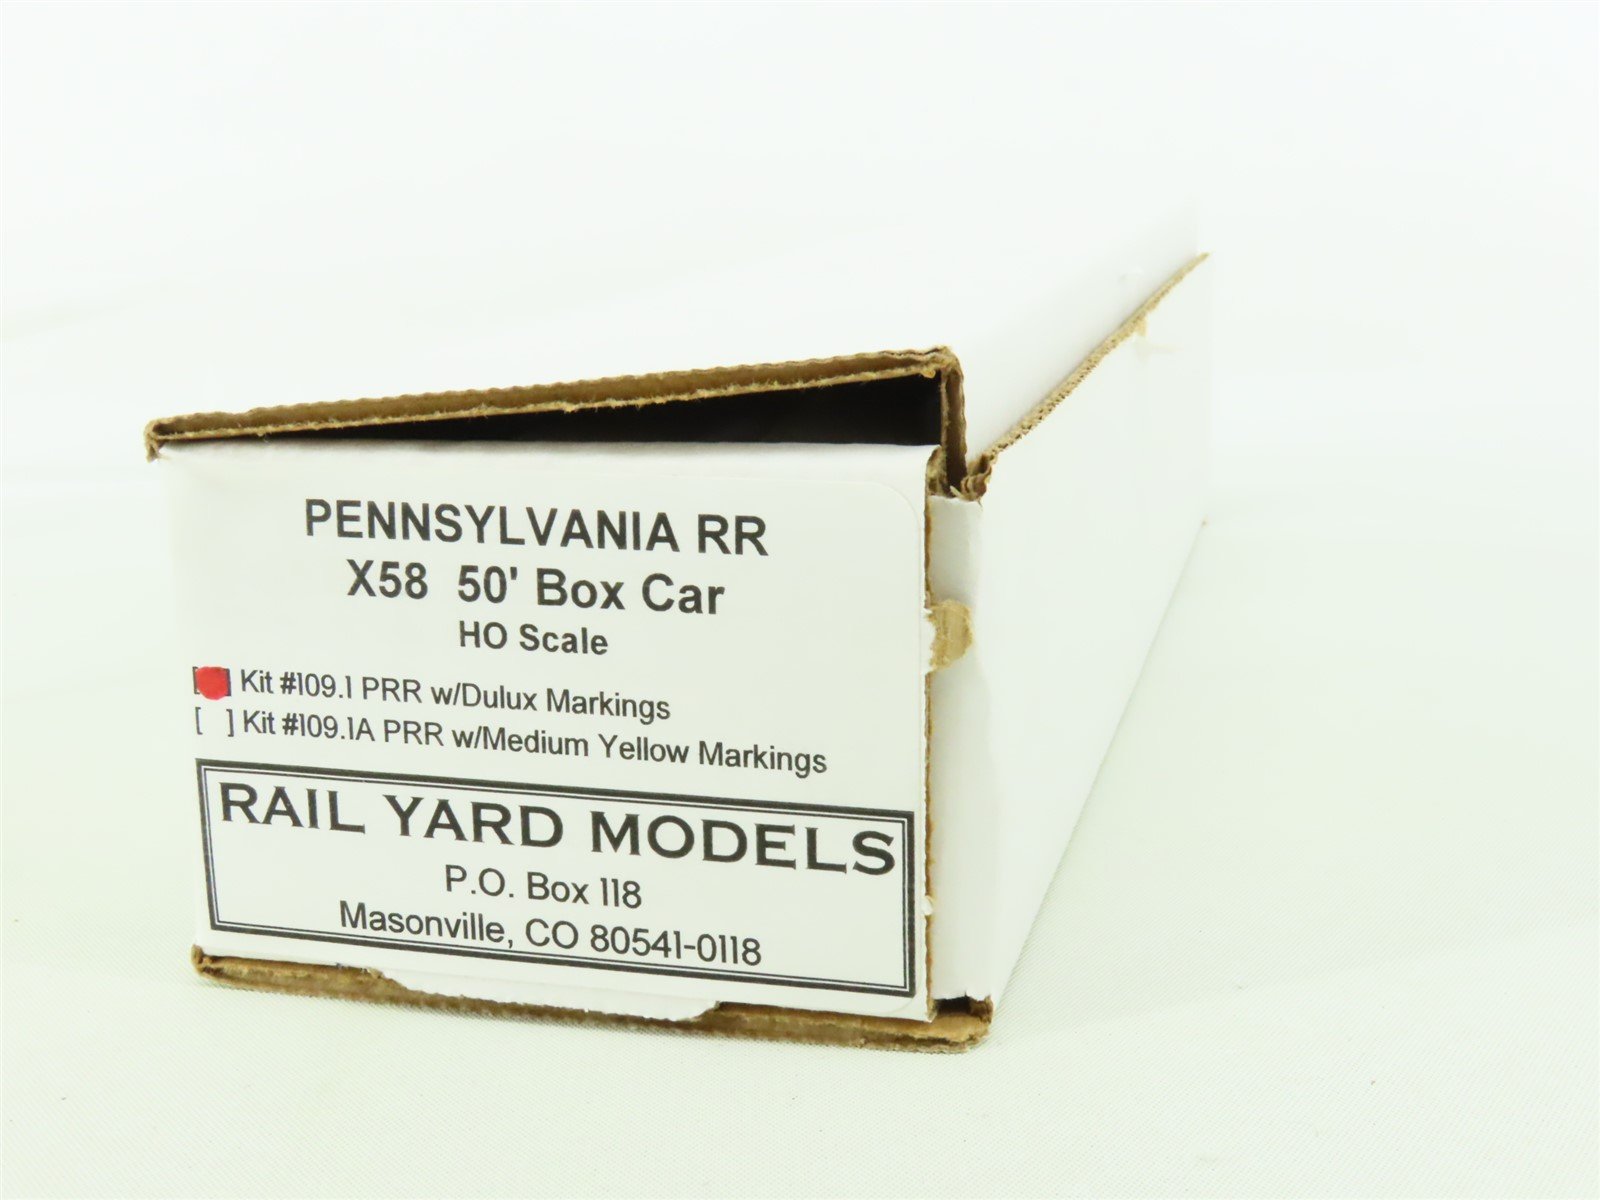 PENNSYLVANIA RR
X58 50' Box Car
HO Scale
[ ] Kit #109.1 PRR w/Dulux Markings
[ ] Kit #109.1A PRR w/Medium Yellow Markings
RAIL YARD MODELS
P.O. Box 118
Masonville, CO 80541-0118